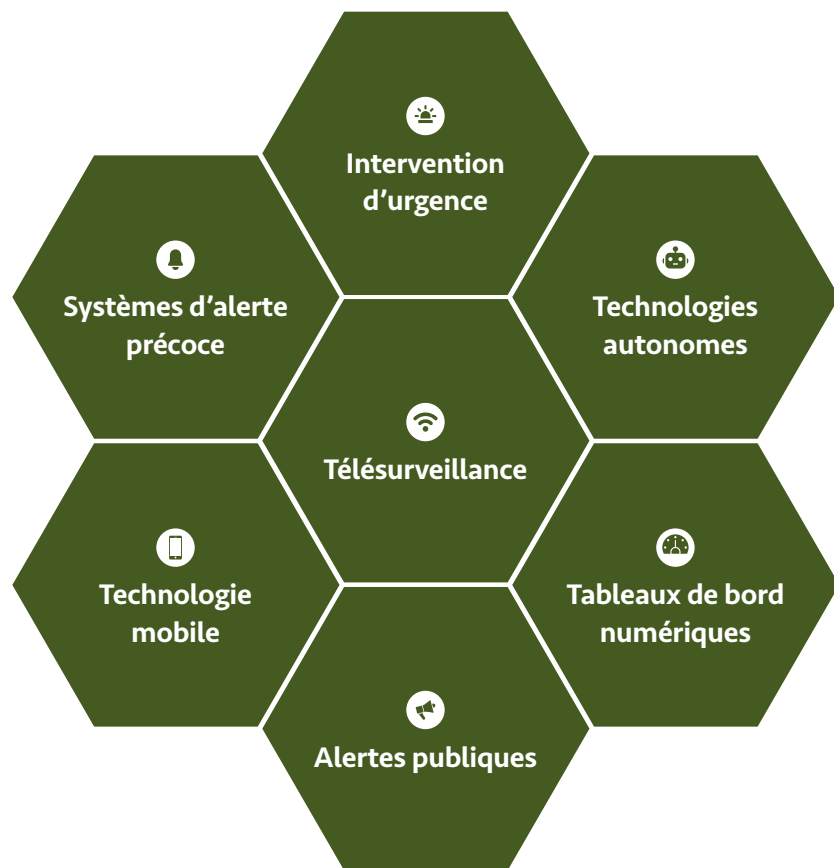 Intervention
d’urgence
Systèmes d’alerte
précoce
Technologies
autonomes
Télésurveillance
Technologie
mobile
Tableaux de bord
numériques
Alertes publiques